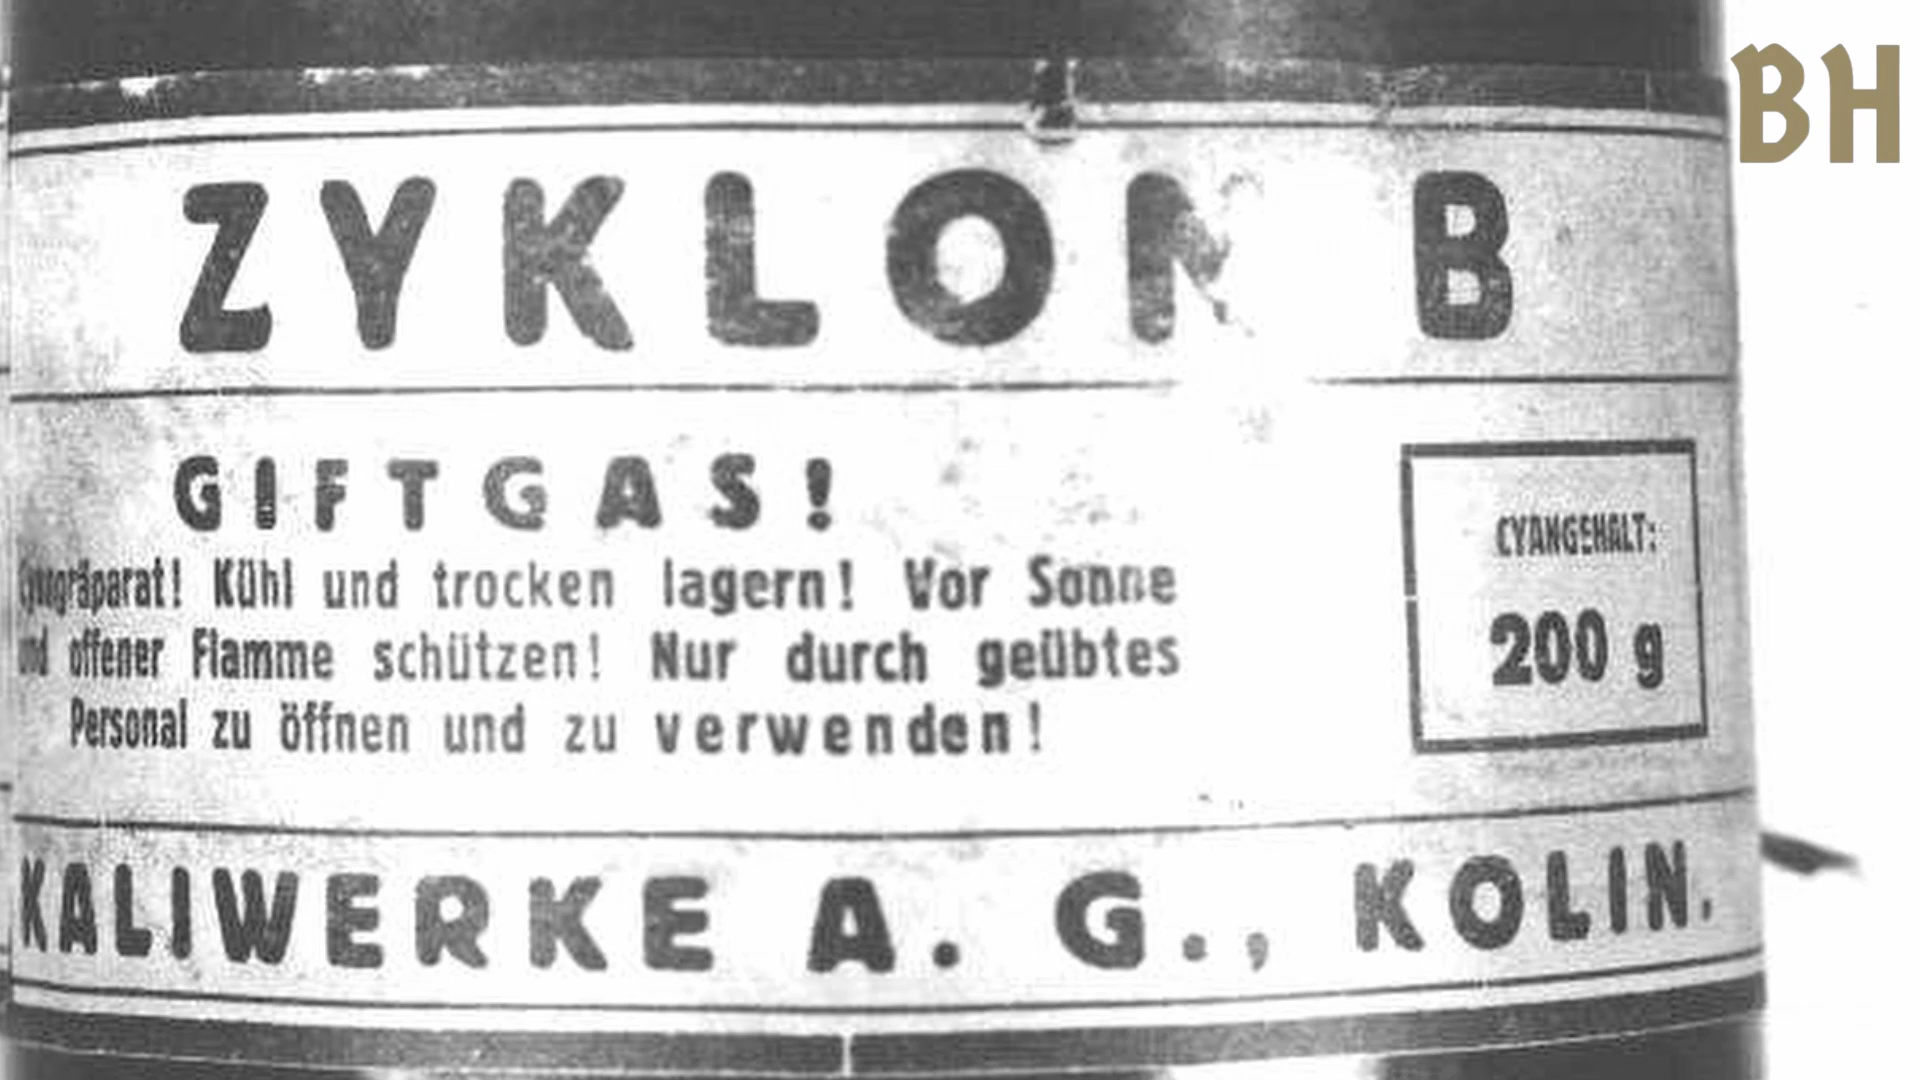 BH
ZYKLON B
GIFTGAS!
Kühl und trocken lagern! Vor Sonne
und offener Flamme schützen! Nur durch geübtes
Personal zu öffnen und zu verwenden!
CYANGEHALT:
200 g
KALIWERKE A. G., KOLIN.